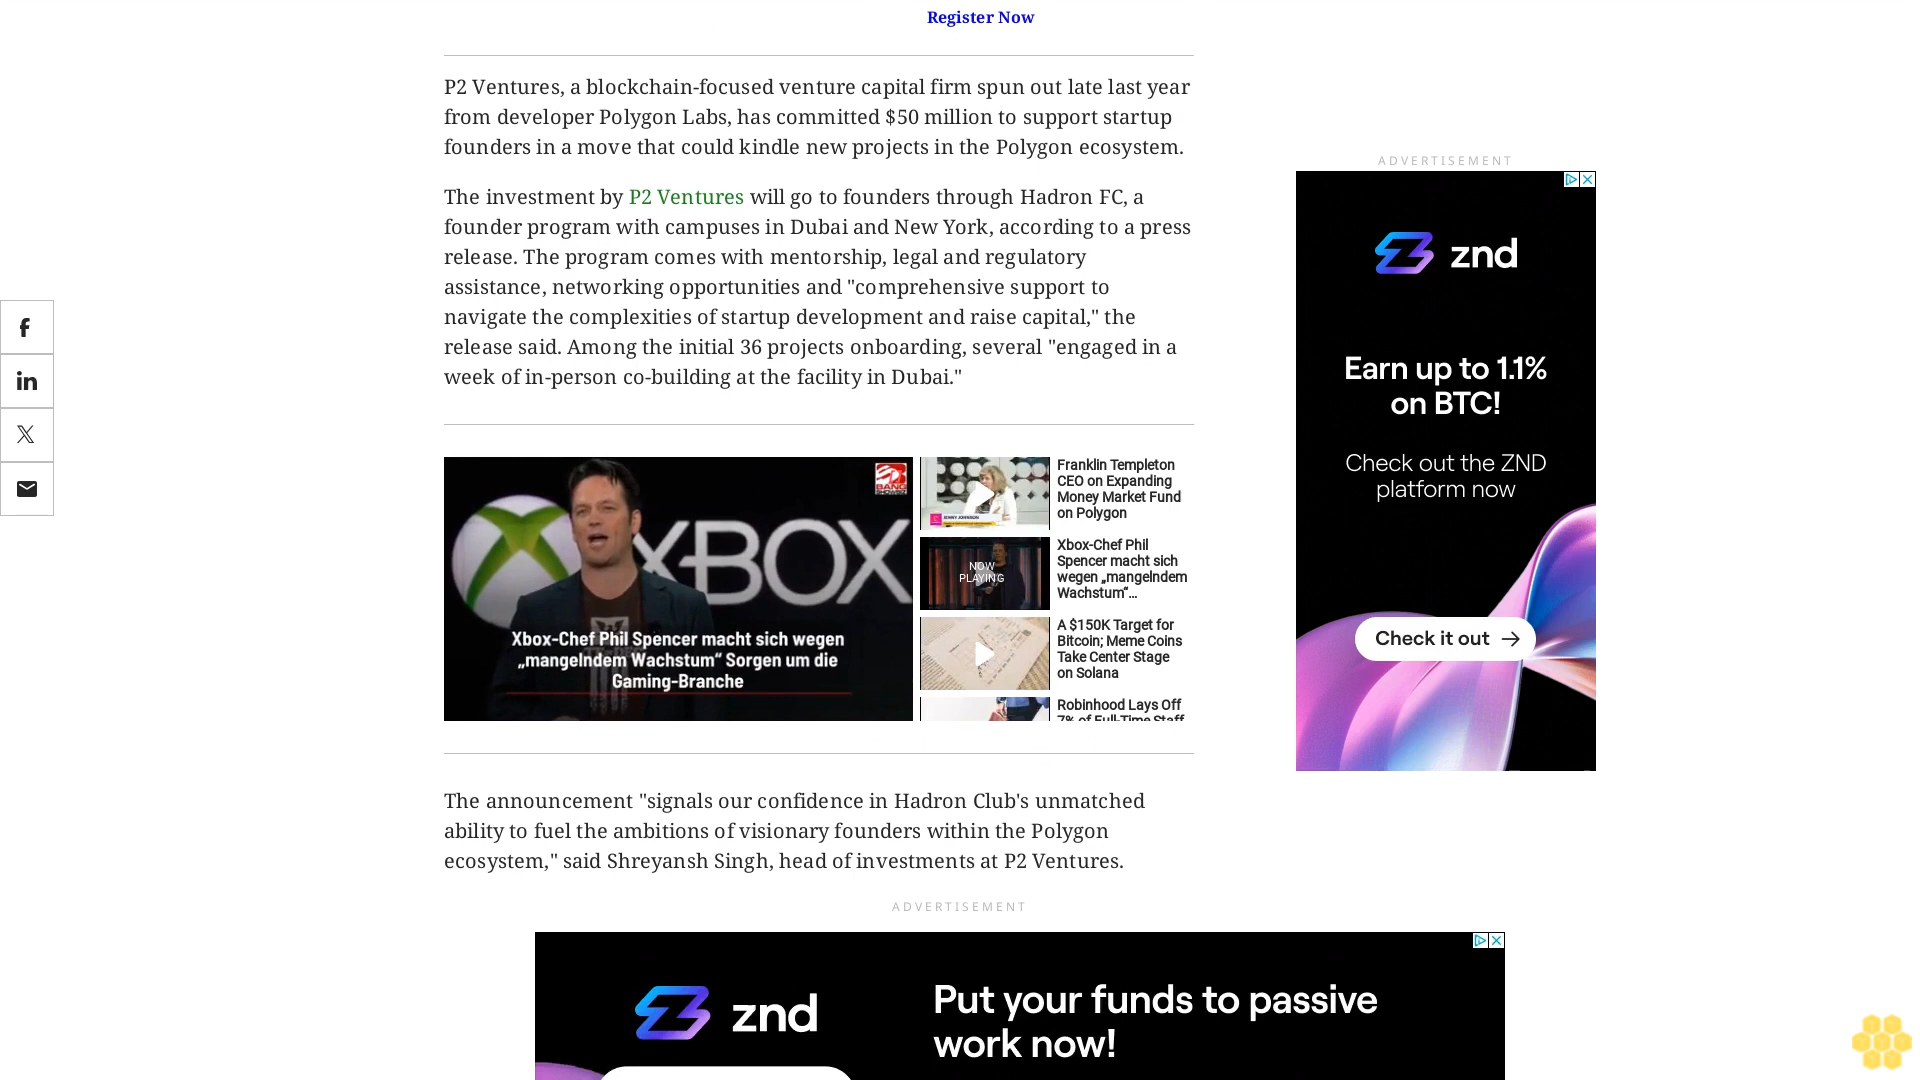 Register Now
P2 Ventures, a blockchain-focused venture capital firm spun out late last year
from developer Polygon Labs, has committed $50 million to support startup
founders in a move that could kindle new projects in the Polygon ecosystem.
The investment by P2 Ventures will go to founders through Hadron FC, a
founder program with campuses in Dubai and New York, according to a press
release. The program comes with mentorship, legal and regulatory
assistance, networking opportunities and "comprehensive support to
navigate the complexities of startup development and raise capital," the
release said. Among the initial 36 projects onboarding, several "engaged in a
week of in-person co-building at the facility in Dubai."
XBOX
BANG
Xbox-Chef Phil Spencer macht sich wegen
„mangelndem Wachstum“ Sorgen um die
Gaming-Branche
JENNY JOHNSON
Franklin Templeton
CEO on Expanding
Money Market Fund
on Polygon
NOW
PLAYING
Xbox-Chef Phil
Spencer macht sich
wegen „mangelndem
Wachstum“...
A $150K Target for
Bitcoin; Meme Coins
Take Center Stage
on Solana
Robinhood Lays Off
7% of Full-Time Staff
The announcement "signals our confidence in Hadron Club's unmatched
ability to fuel the ambitions of visionary founders within the Polygon
ecosystem," said Shreyansh Singh, head of investments at P2 Ventures.
ADVERTISEMENT
znd
Put your funds to passive
work now!
ADVERTISEMENT
znd
Earn up to 1.1%
on BTC!
Check out the ZND
platform now
Check it out